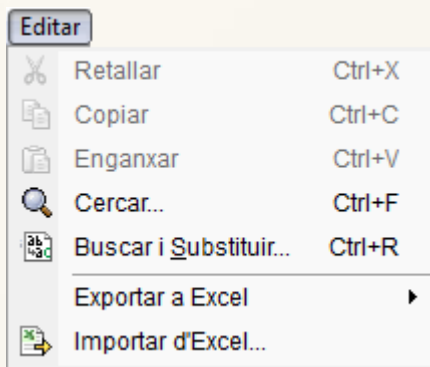 Editar
Retallar Ctrl+X
Copiar Ctrl+C
Enganxar Ctrl+V
Cercar... Ctrl+F
Buscar i Substituir... Ctrl+R
Exportar a Excel
Importar d'Excel...